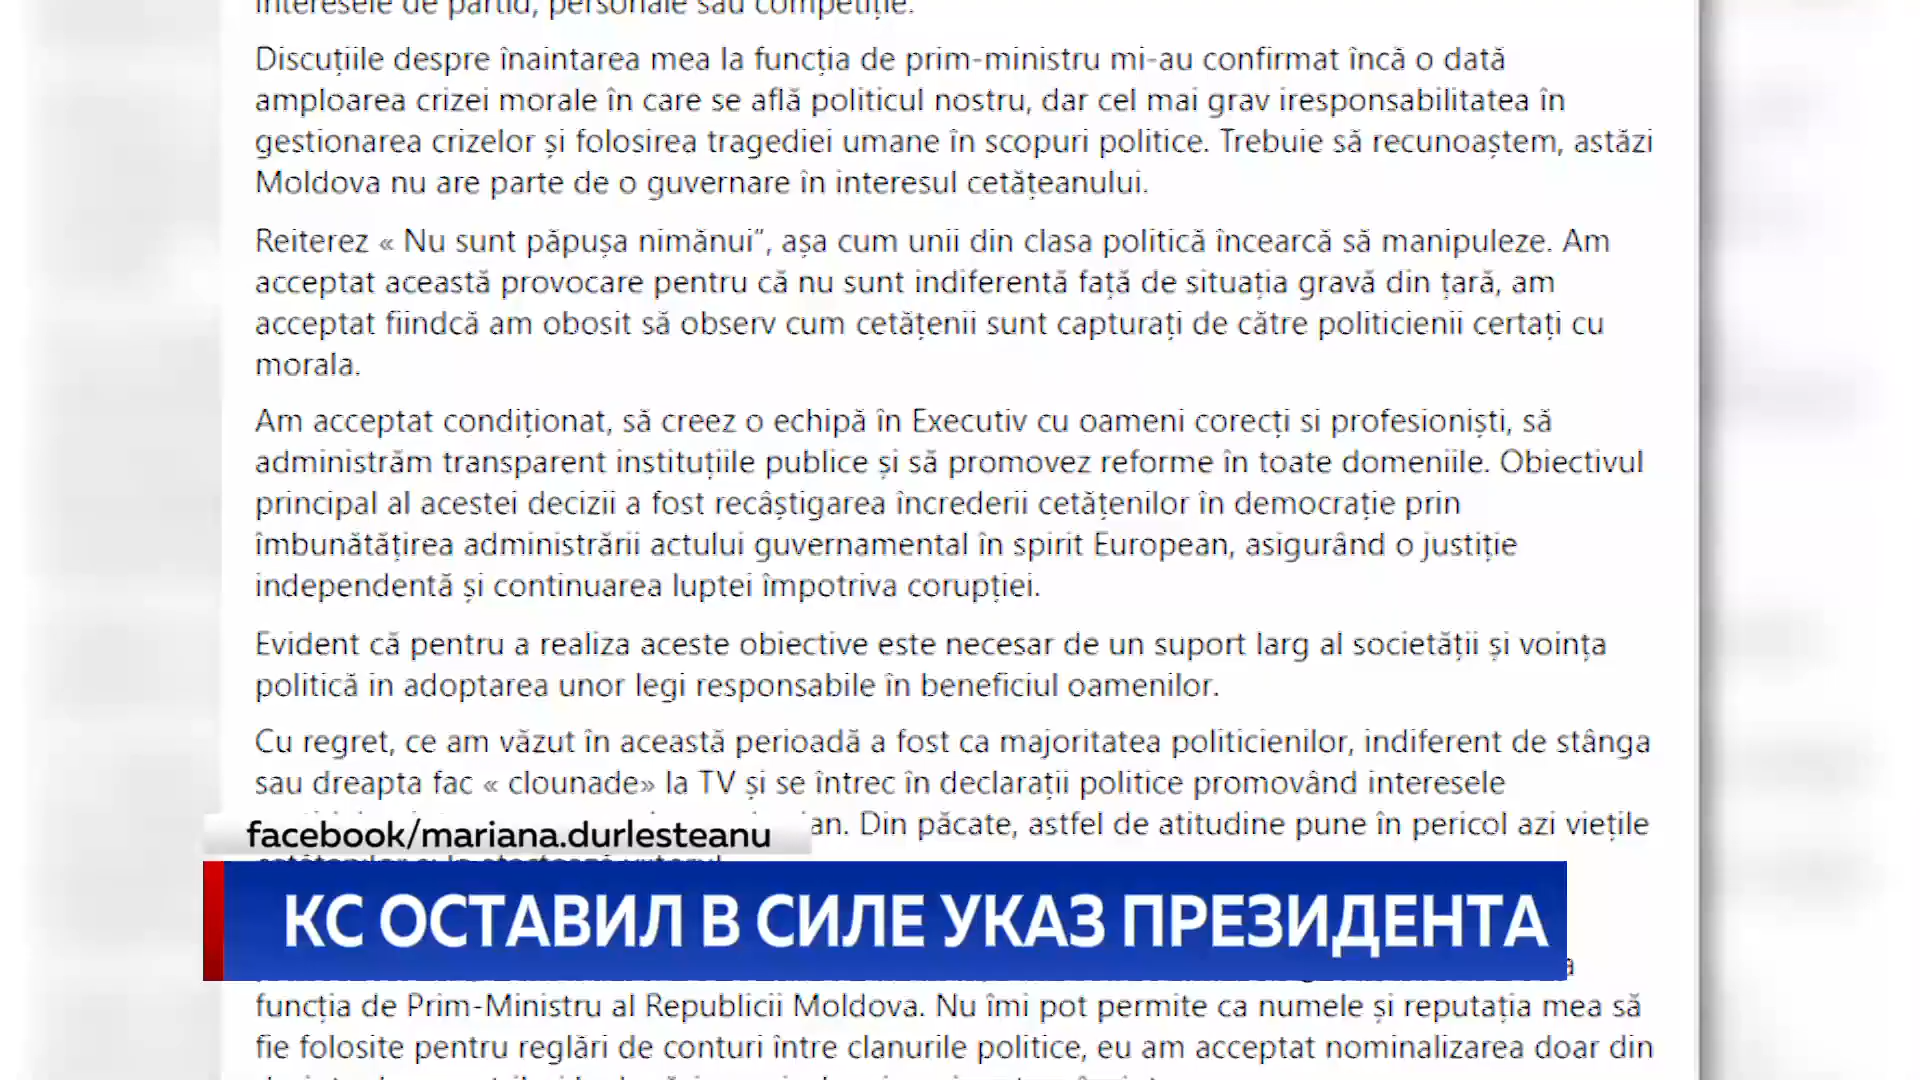 interesele de partid, personale sau competiție.
Discuțiile despre înaintarea mea la funcția de prim-ministru mi-au confirmat încă o dată
amploarea crizei morale în care se află politicul nostru, dar cel mai grav iresponsabilitatea în
gestionarea crizelor și folosirea tragediei umane în scopuri politice. Trebuie să recunoaștem, astăzi
Moldova nu are parte de o guvernare în interesul cetățeanului.
Reiterez « Nu sunt păpușa nimănui”, așa cum unii din clasa politică încearcă să manipuleze. Am
acceptat această provocare pentru că nu sunt indiferentă față de situația gravă din țară, am
acceptat fiindcă am obosit să observ cum cetățenii sunt capturați de către politicienii certați cu
morala.
Am acceptat condiționat, să creez o echipă în Executiv cu oameni corecți si profesioniști, să
administrăm transparent instituțiile publice și să promovez reforme în toate domeniile. Obiectivul
principal al acestei decizii a fost recâștigarea încrederii cetățenilor în democrație prin
îmbunătățirea administrării actului guvernamental în spirit European, asigurând o justiție
independentă și continuarea luptei împotriva corupției.
Evident că pentru a realiza aceste obiective este necesar de un suport larg al societății și voința
politică in adoptarea unor legi responsabile în beneficiul oamenilor.
Cu regret, ce am văzut în această perioadă a fost ca majoritatea politicienilor, indiferent de stânga
sau dreapta fac « clounade» la TV și se întrec în declarații politice promovând interesele
an. Din păcate, astfel de atitudine pune în pericol azi viețile
facebook/mariana.durlesteanu
КС ОСТАВИЛ В СИЛЕ УКАЗ ПРЕЗИДЕНТА
funcția de Prim-Ministru al Republicii Moldova. Nu îmi pot permite ca numele și reputația mea să
fie folosite pentru reglări de conturi între clanurile politice, eu am acceptat nominalizarea doar din